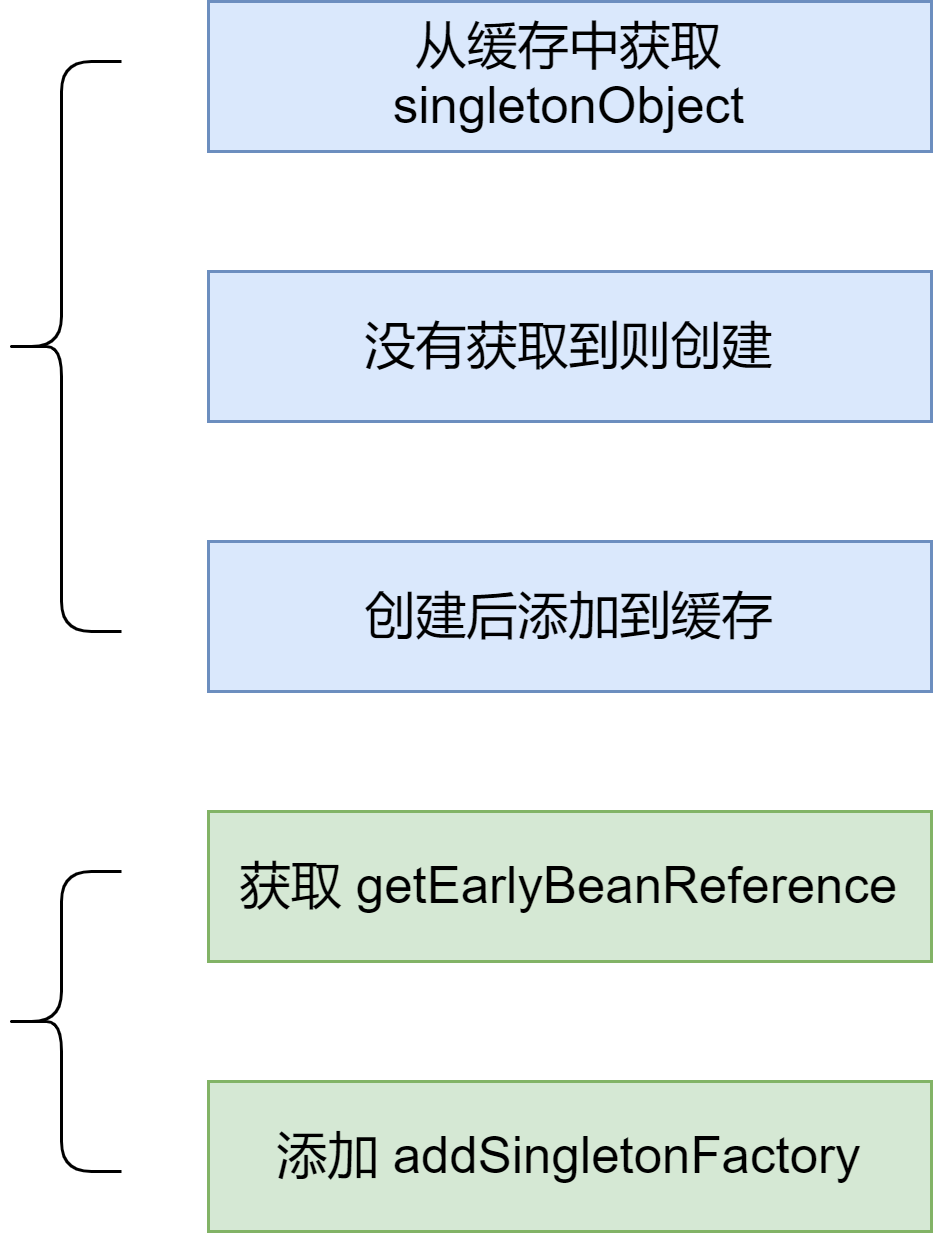 从缓存中获取
singletonObject
没有获取到则创建
创建后添加到缓存
获取 getEarlyBeanReference
添加 addSingletonFactory